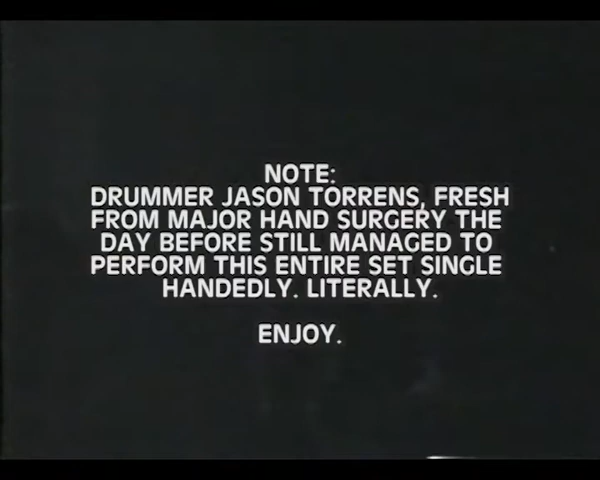 NOTE:
DRUMMER JASON TORRENS, FRESH
FROM MAJOR HAND SURGERY THE
DAY BEFORE STILL MANAGED TO
PERFORM THIS ENTIRE SET SINGLE
HANDEDLY. LITERALLY.
ENJOY.